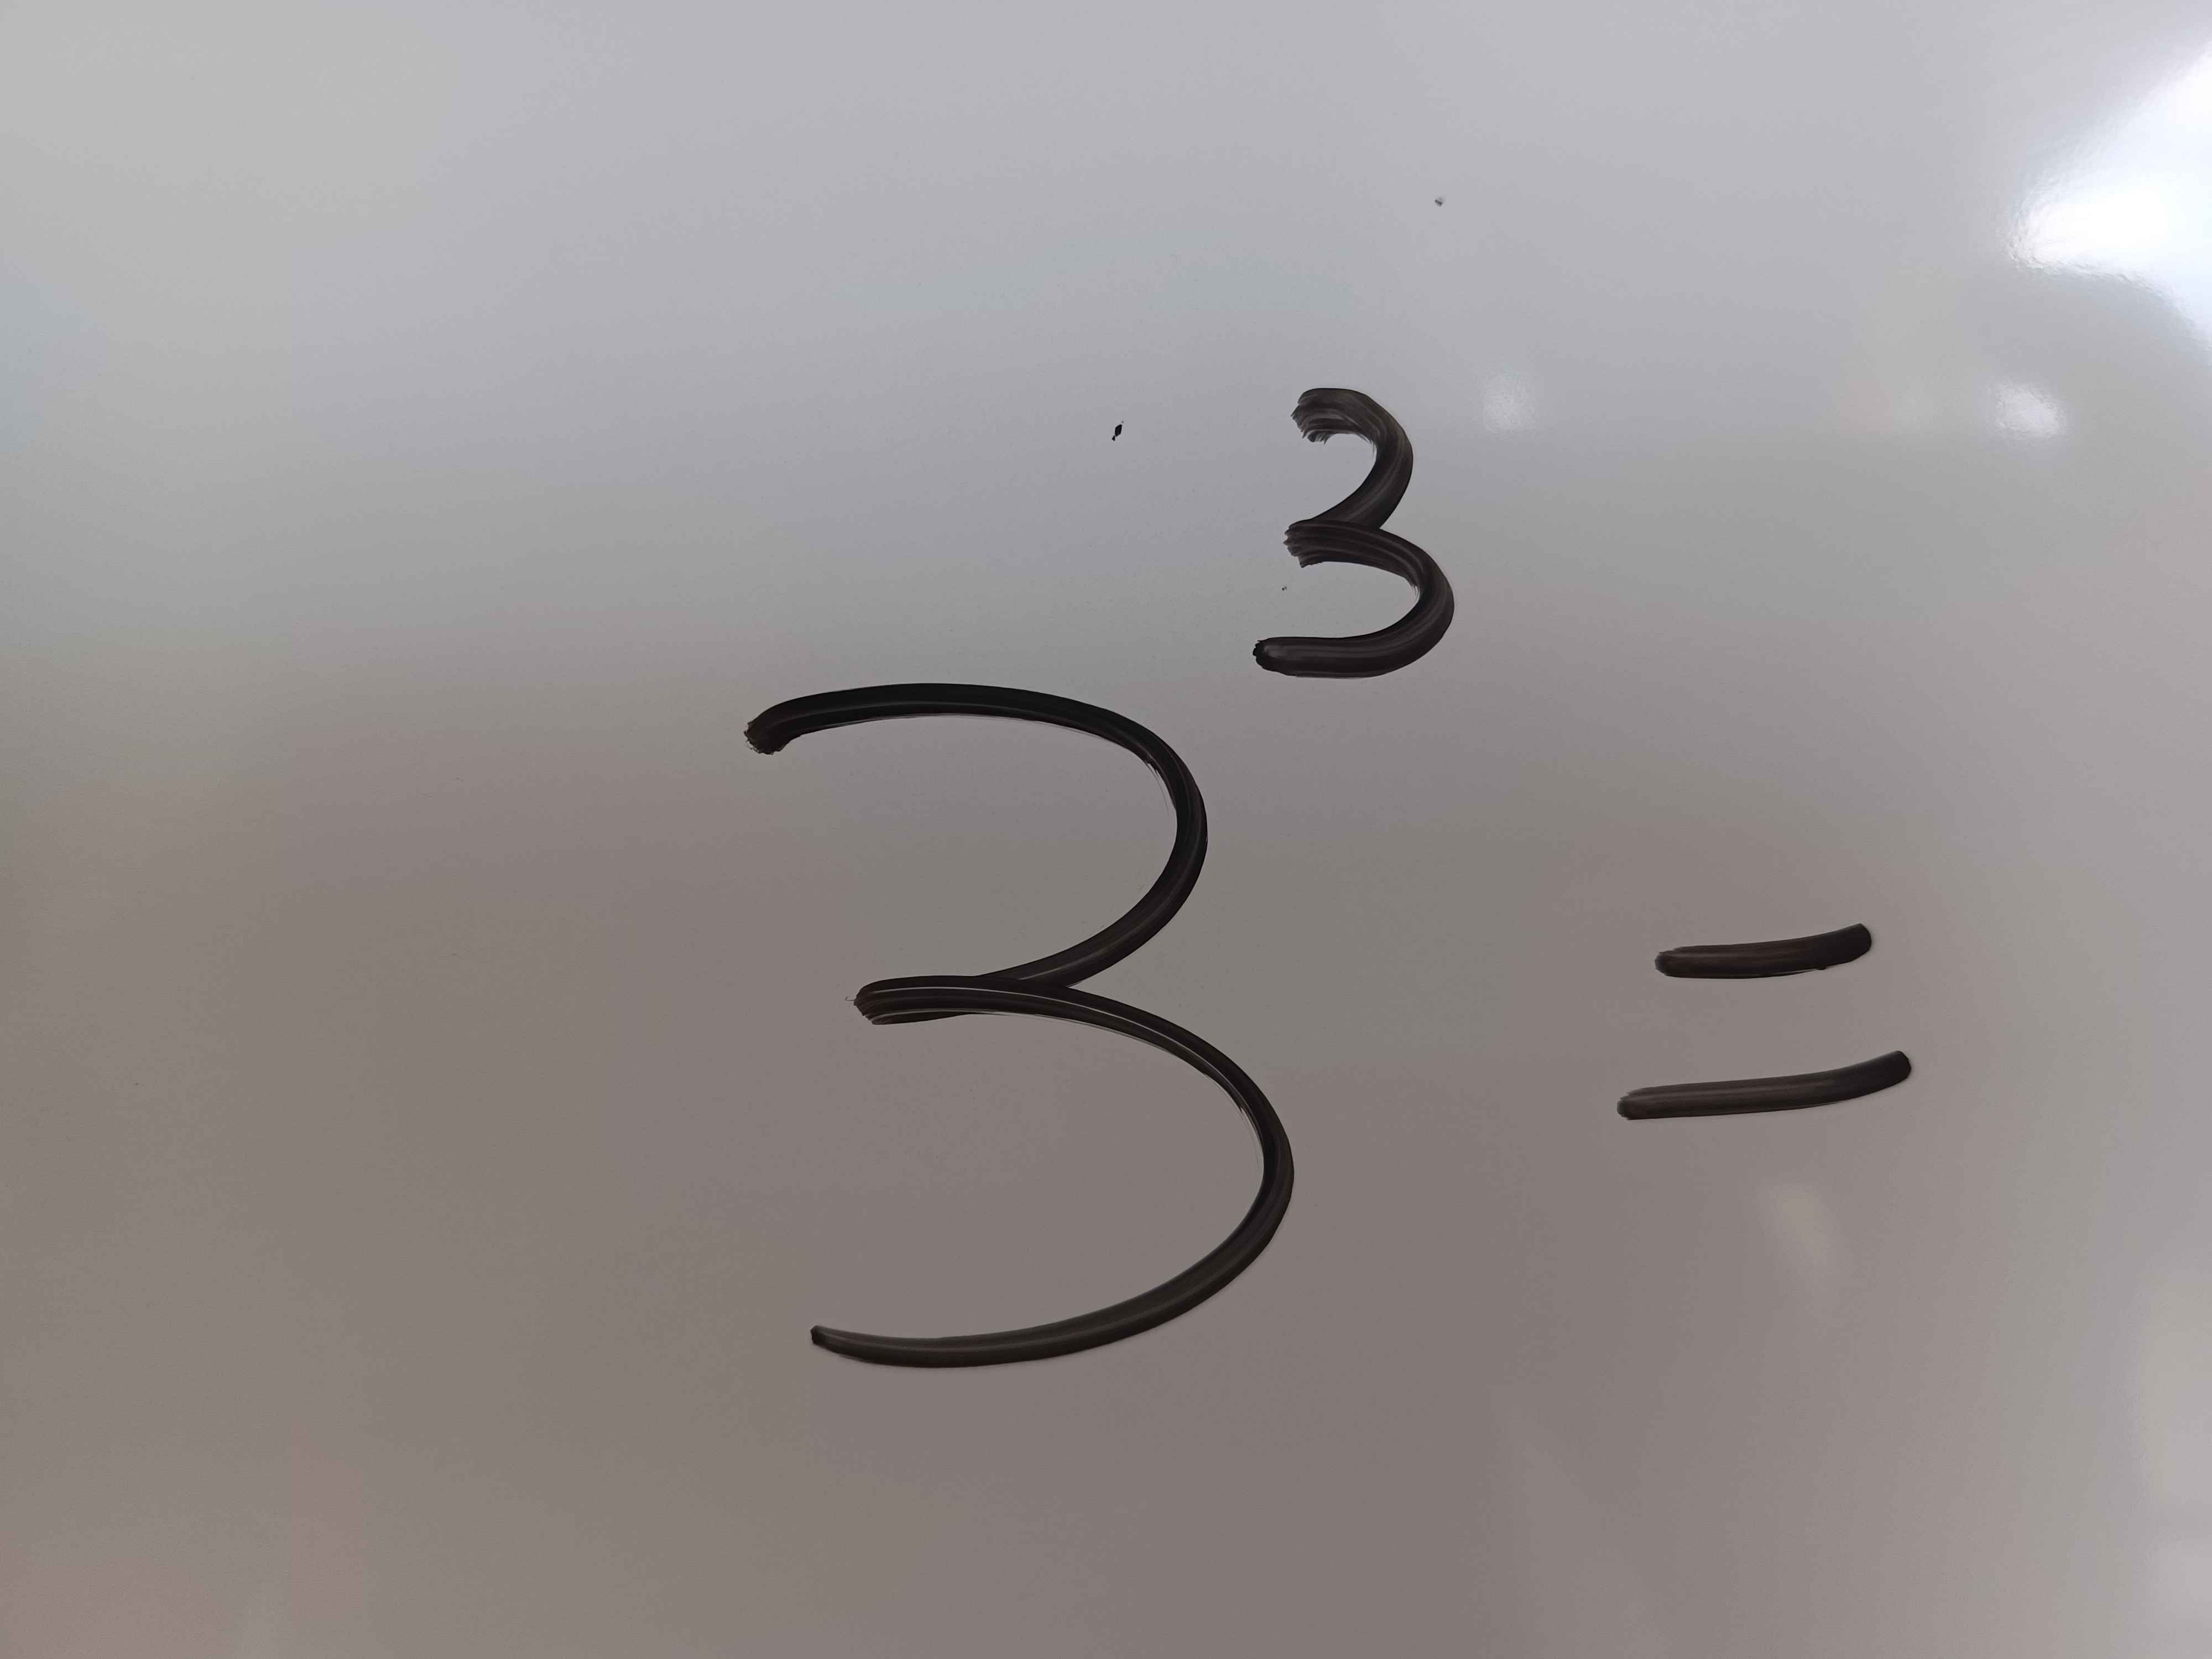 3³ =